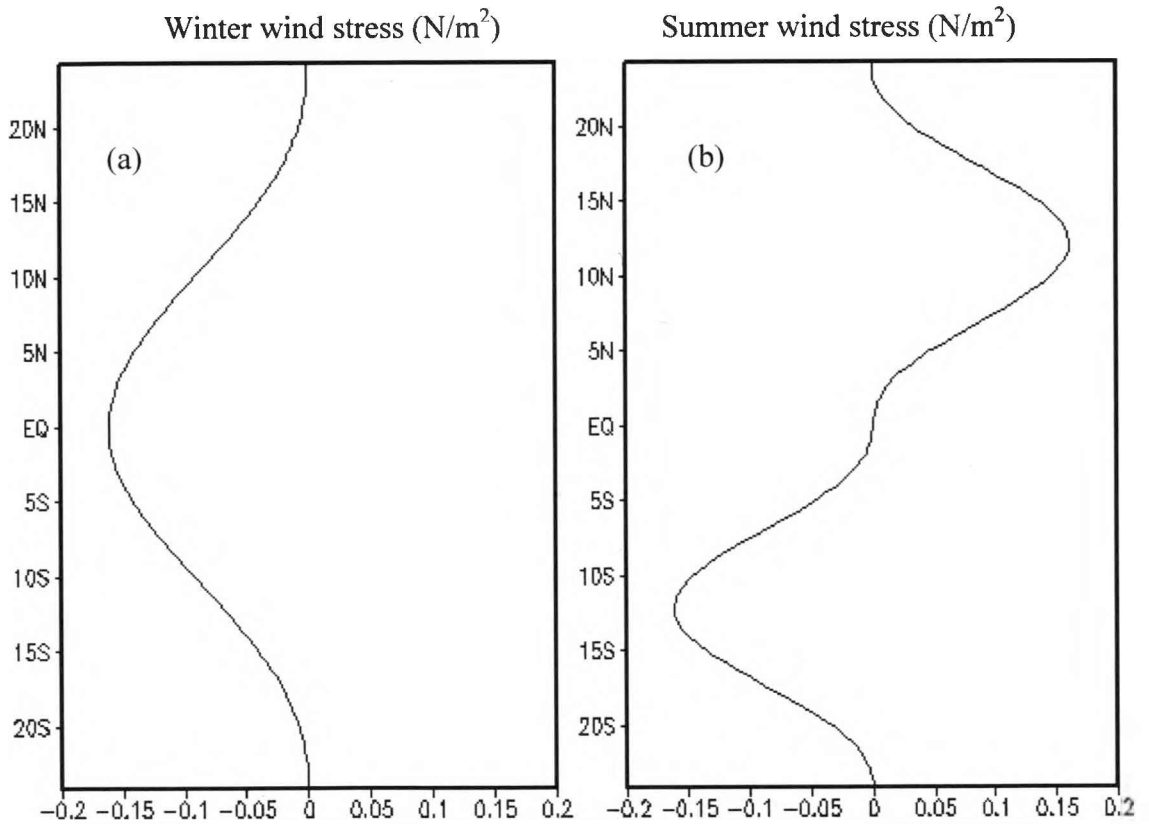 Winter wind stress (N/m²)
Summer wind stress (N/m²)
(a)
20N
15N
10N
5N
EQ
5S
10S
15S
20S
−0.2 −0.15 −0.1 −0.05 0 0.05 0.1 0.15 0.2
(b)
20N
15N
10N
5N
EQ
5S
10S
15S
20S
−0.2 −0.15 −0.1 −0.05 0 0.05 0.1 0.15 0.2